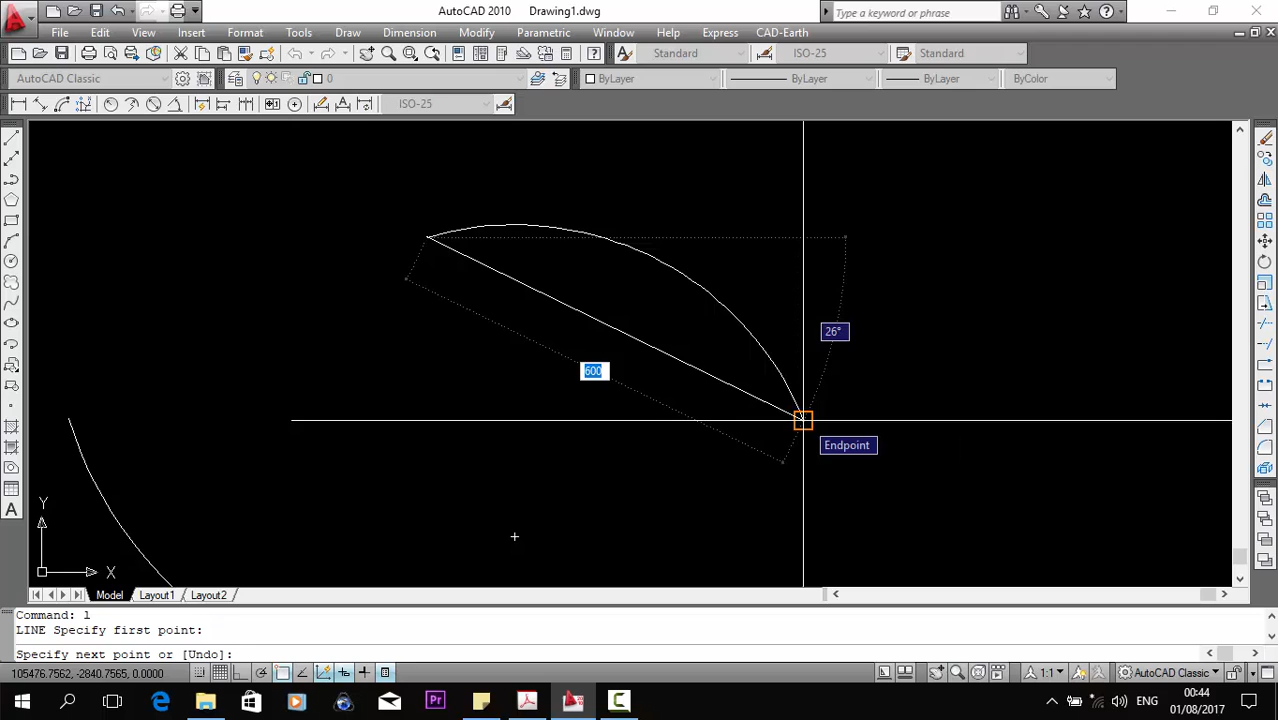 AutoCAD 2010 Drawing1.dwg
Type a keyword or phrase
File Edit View Insert Format Tools Draw Dimension Modify Parametric Window Help Express CAD-Earth
Standard ISO-25 Standard
AutoCAD Classic 0 ByLayer ByLayer ByLayer ByColor
ISO-25
26°
600
Endpoint
Y
X
Model Layout1 Layout2
Command: l
LINE Specify first point:
Specify next point or [Undo]:
105476.7562, -2840.7565, 0.0000 1:1 AutoCAD Classic
Pr ENG 00:44
01/08/2017